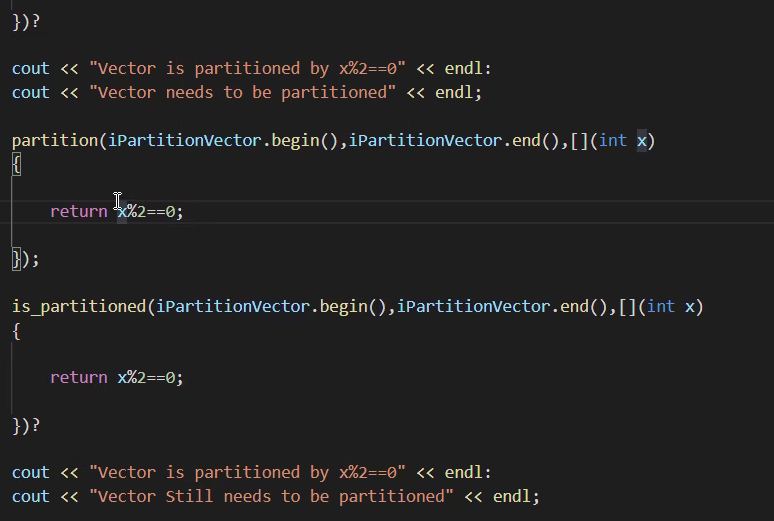 })?
cout << "Vector is partitioned by x%2==0" << endl:
cout << "Vector needs to be partitioned" << endl;
partition(iPartitionVector.begin(),iPartitionVector.end(),[](int x)
{
return x%2==0;
});
is_partitioned(iPartitionVector.begin(),iPartitionVector.end(),[](int x)
{
return x%2==0;
})?
cout << "Vector is partitioned by x%2==0" << endl:
cout << "Vector Still needs to be partitioned" << endl;